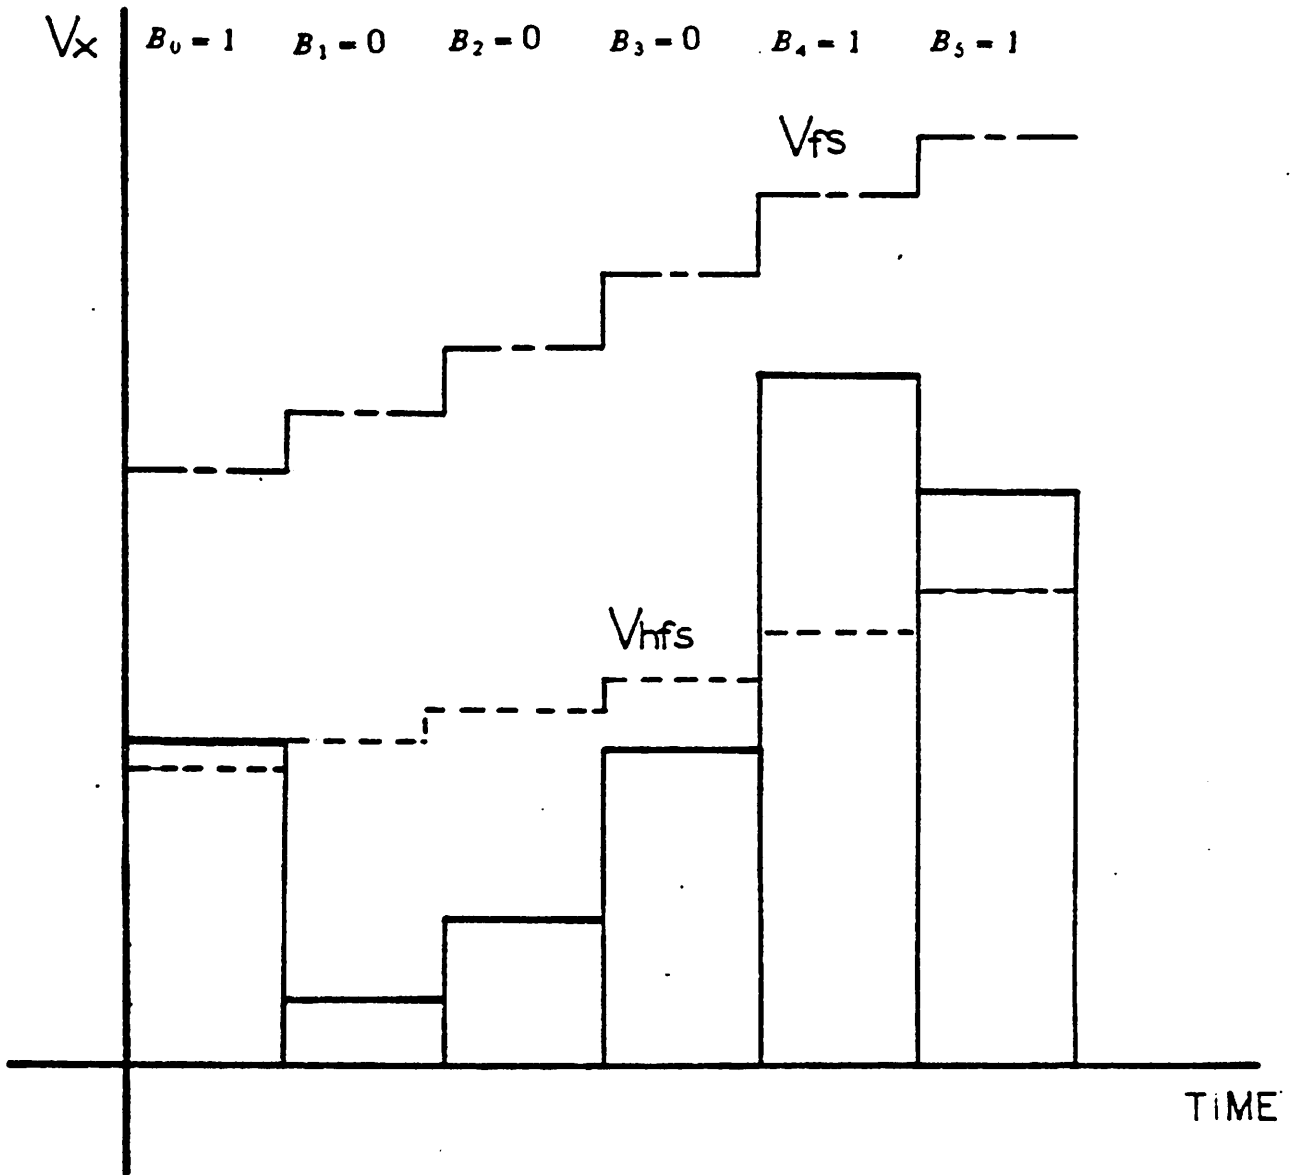 Vx B₀ = 1 B₁ = 0 B₂ = 0 B₃ = 0 B₄ = 1 B₅ = 1
Vfs
Vhfs
TiME